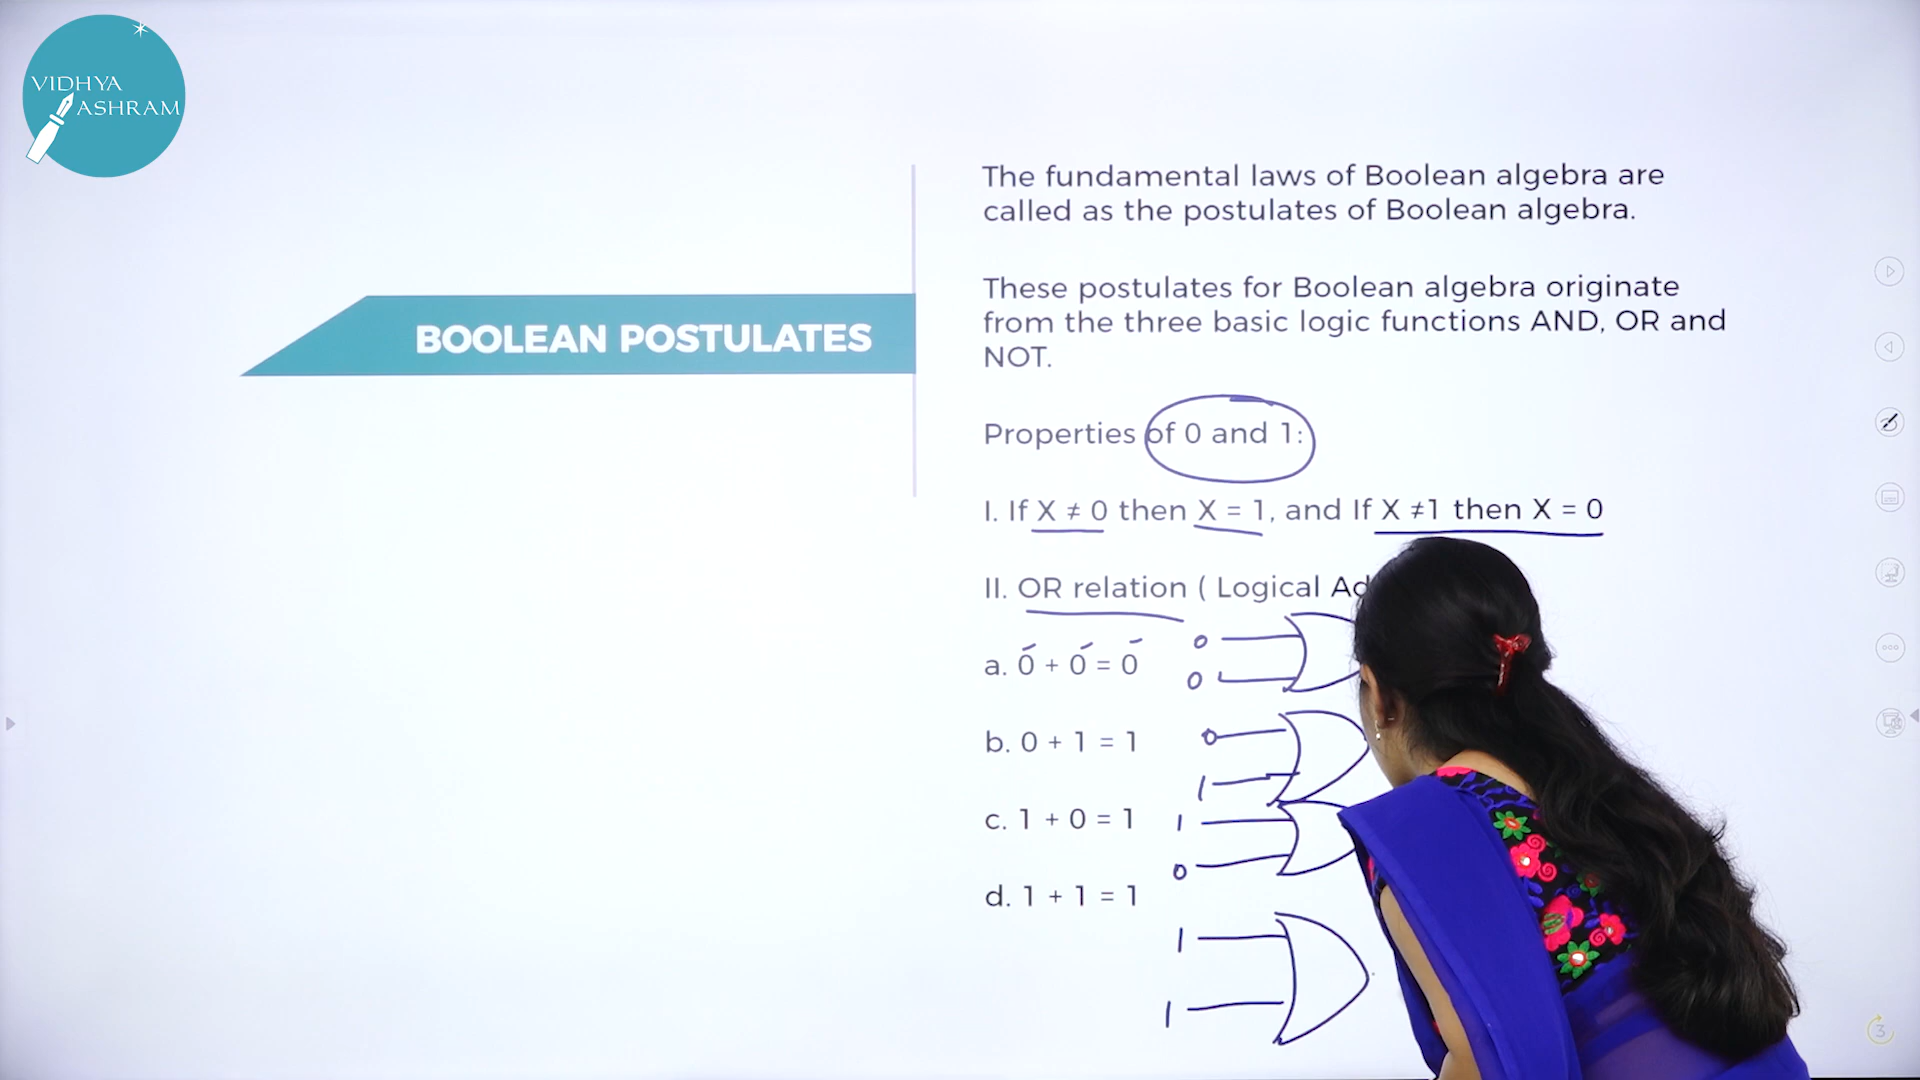 VIDHYA
ASHRAM
BOOLEAN POSTULATES
The fundamental laws of Boolean algebra are
called as the postulates of Boolean algebra.
These postulates for Boolean algebra originate
from the three basic logic functions AND, OR and
NOT.
Properties of 0 and 1:
I. If X ≠ 0 then X = 1, and If X ≠1 then X = 0
II. OR relation ( Logical Ad
a. 0 + 0 = 0
0
0
b. 0 + 1 = 1
0
1
c. 1 + 0 = 1
1
0
d. 1 + 1 = 1
1
1
3